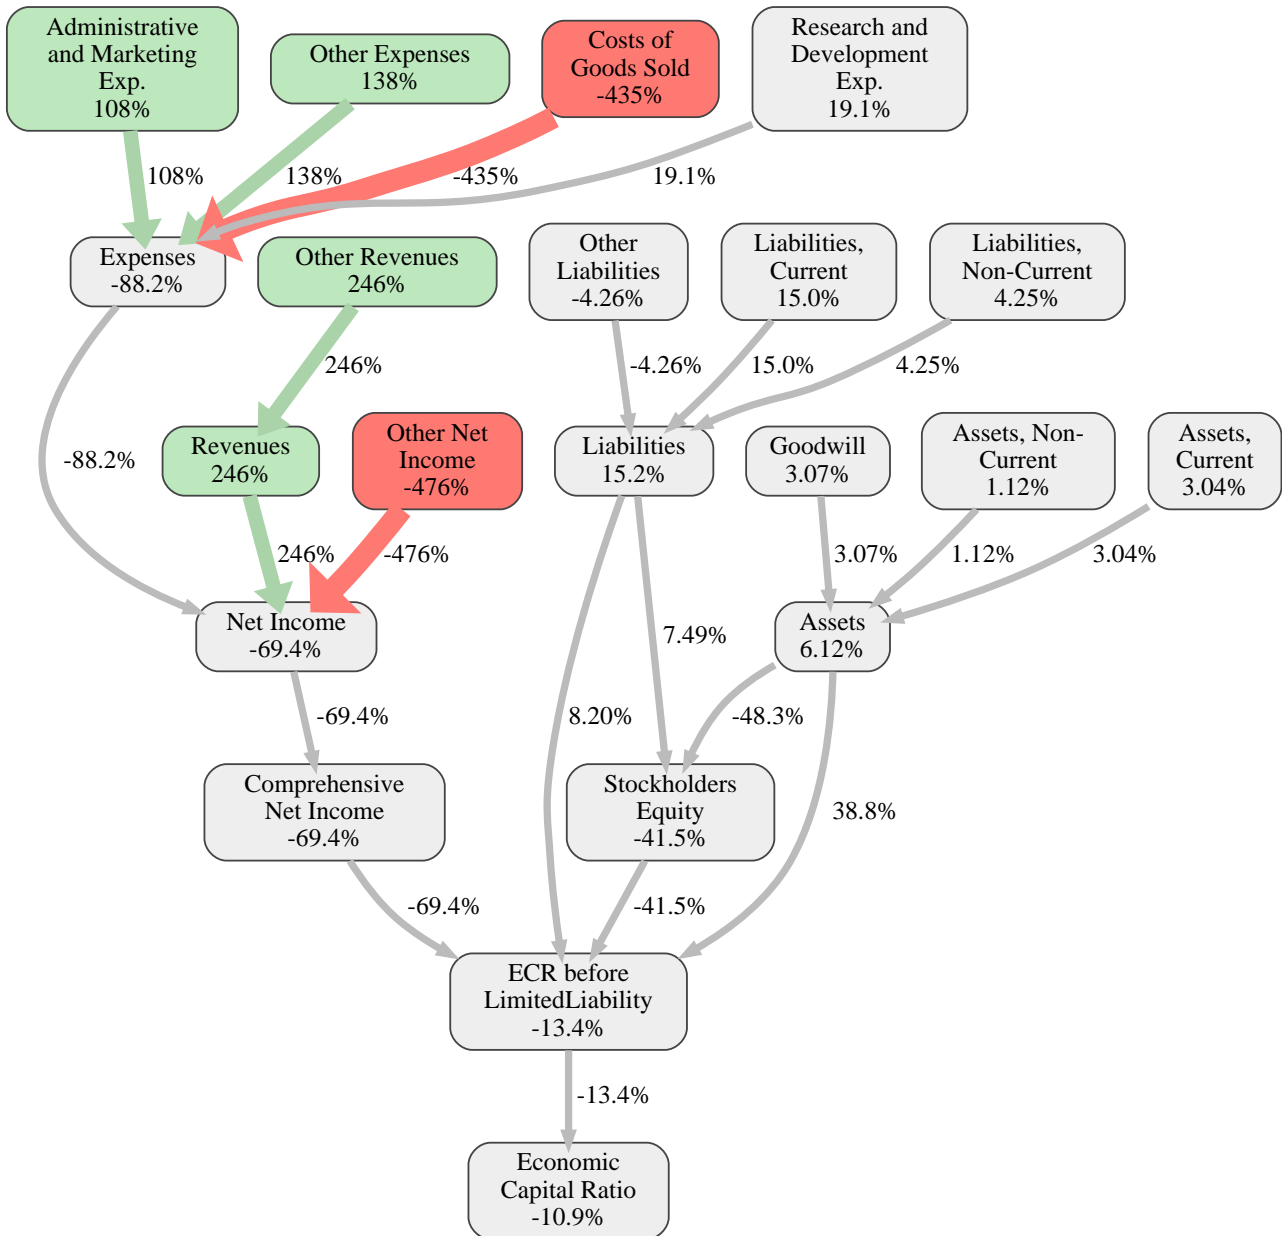 Administrative
and Marketing
Exp.
108%
Other Expenses
138%
Costs of
Goods Sold
-435%
Research and
Development
Exp.
19.1%
108%
138%
-435%
19.1%
Expenses
-88.2%
Other Revenues
246%
Other
Liabilities
-4.26%
Liabilities,
Current
15.0%
Liabilities,
Non-Current
4.25%
246%
-4.26%
15.0%
4.25%
-88.2%
Revenues
246%
Other Net
Income
-476%
Liabilities
15.2%
Goodwill
3.07%
Assets, Non-
Current
1.12%
Assets,
Current
3.04%
246%
-476%
3.07%
1.12%
3.04%
Net Income
-69.4%
7.49%
Assets
6.12%
-69.4%
8.20%
-48.3%
Comprehensive
Net Income
-69.4%
Stockholders
Equity
-41.5%
38.8%
-69.4%
-41.5%
ECR before
LimitedLiability
-13.4%
-13.4%
Economic
Capital Ratio
-10.9%